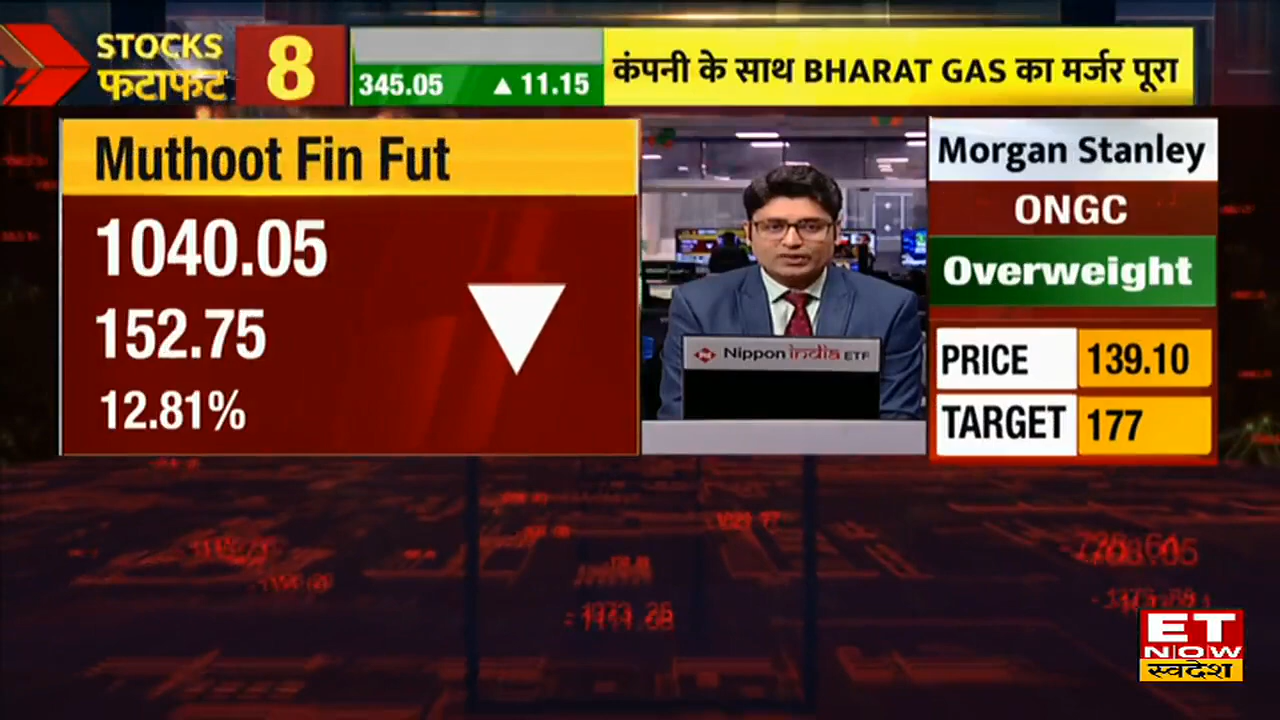 STOCKS
फटाफट
8
345.05 ▲ 11.15
कंपनी के साथ BHARAT GAS का मर्जर पूरा
Muthoot Fin Fut
1040.05
152.75
12.81%
Nippon india ETF
Morgan Stanley
ONGC
Overweight
PRICE 139.10
TARGET 177
ET
NOW
स्वदेश